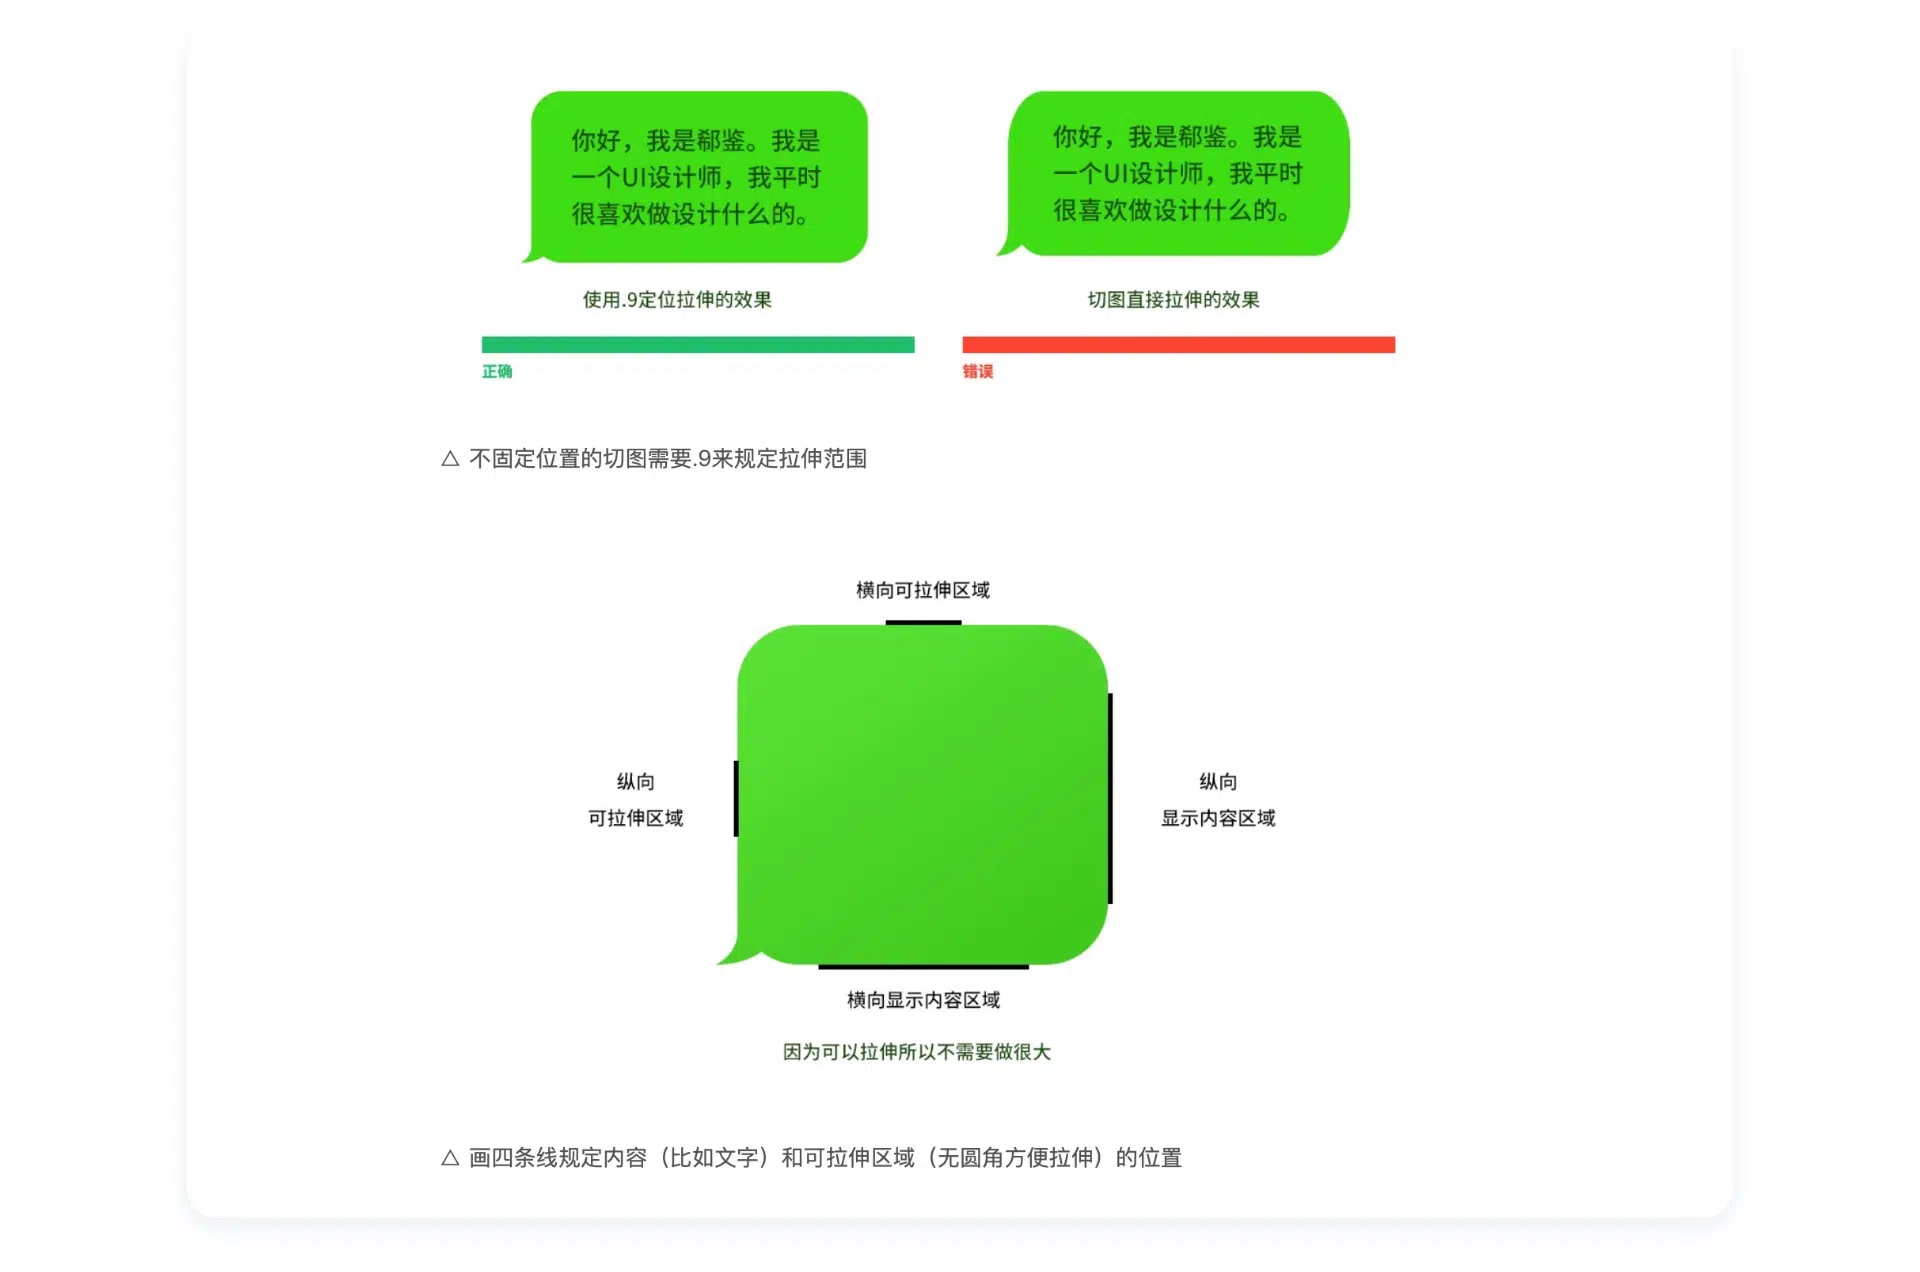 你好，我是郗鉴。我是
一个UI设计师，我平时
很喜欢做设计什么的。
使用.9定位拉伸的效果
正确
你好，我是郗鉴。我是
一个UI设计师，我平时
很喜欢做设计什么的。
切图直接拉伸的效果
错误
△ 不固定位置的切图需要.9来规定拉伸范围
横向可拉伸区域
纵向
可拉伸区域
纵向
显示内容区域
横向显示内容区域
因为可以拉伸所以不需要做很大
△ 画四条线规定内容（比如文字）和可拉伸区域（无圆角方便拉伸）的位置